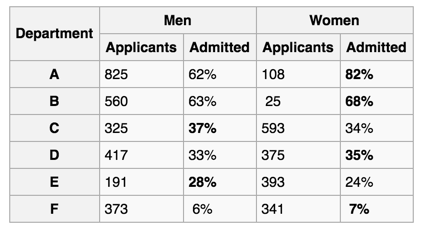 Department Men Women
Applicants Admitted Applicants Admitted
A 825 62% 108 82%
B 560 63% 25 68%
C 325 37% 593 34%
D 417 33% 375 35%
E 191 28% 393 24%
F 373 6% 341 7%